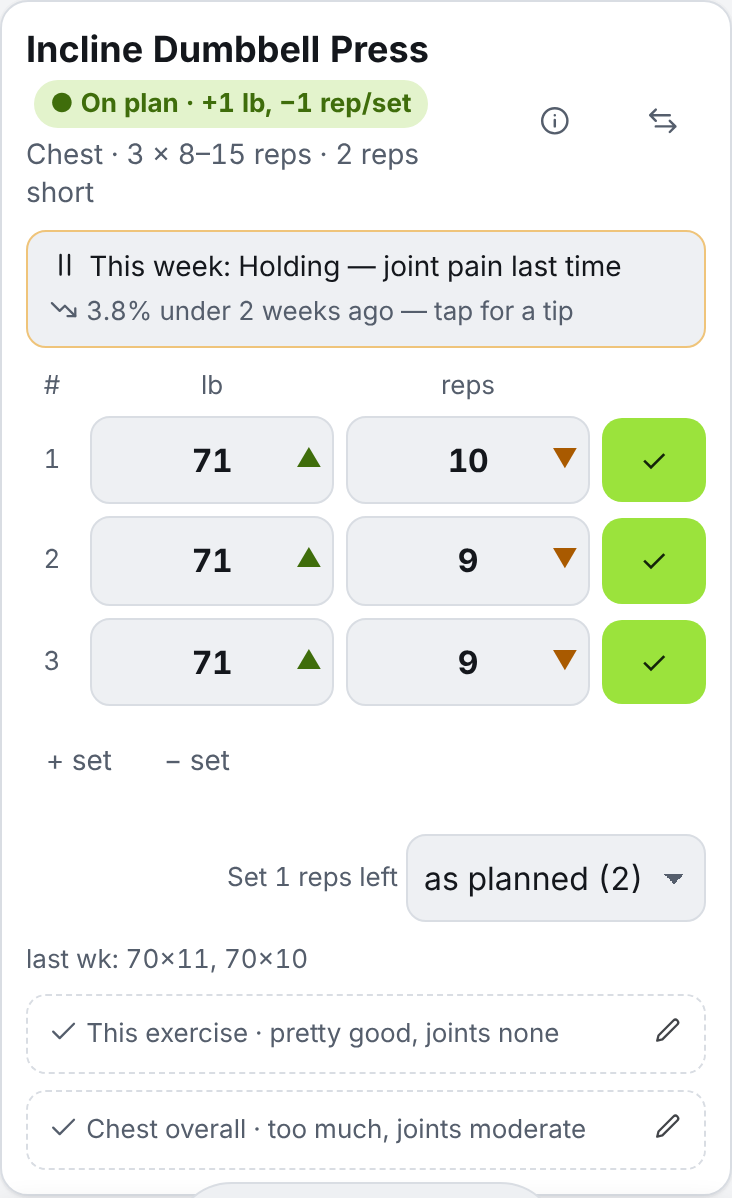 Incline Dumbbell Press
On plan · +1 lb, −1 rep/set
Chest · 3 × 8–15 reps · 2 reps
short
This week: Holding — joint pain last time
3.8% under 2 weeks ago — tap for a tip
# lb reps
1 71 10
2 71 9
3 71 9
+ set − set
Set 1 reps left as planned (2)
last wk: 70×11, 70×10
This exercise · pretty good, joints none
Chest overall · too much, joints moderate